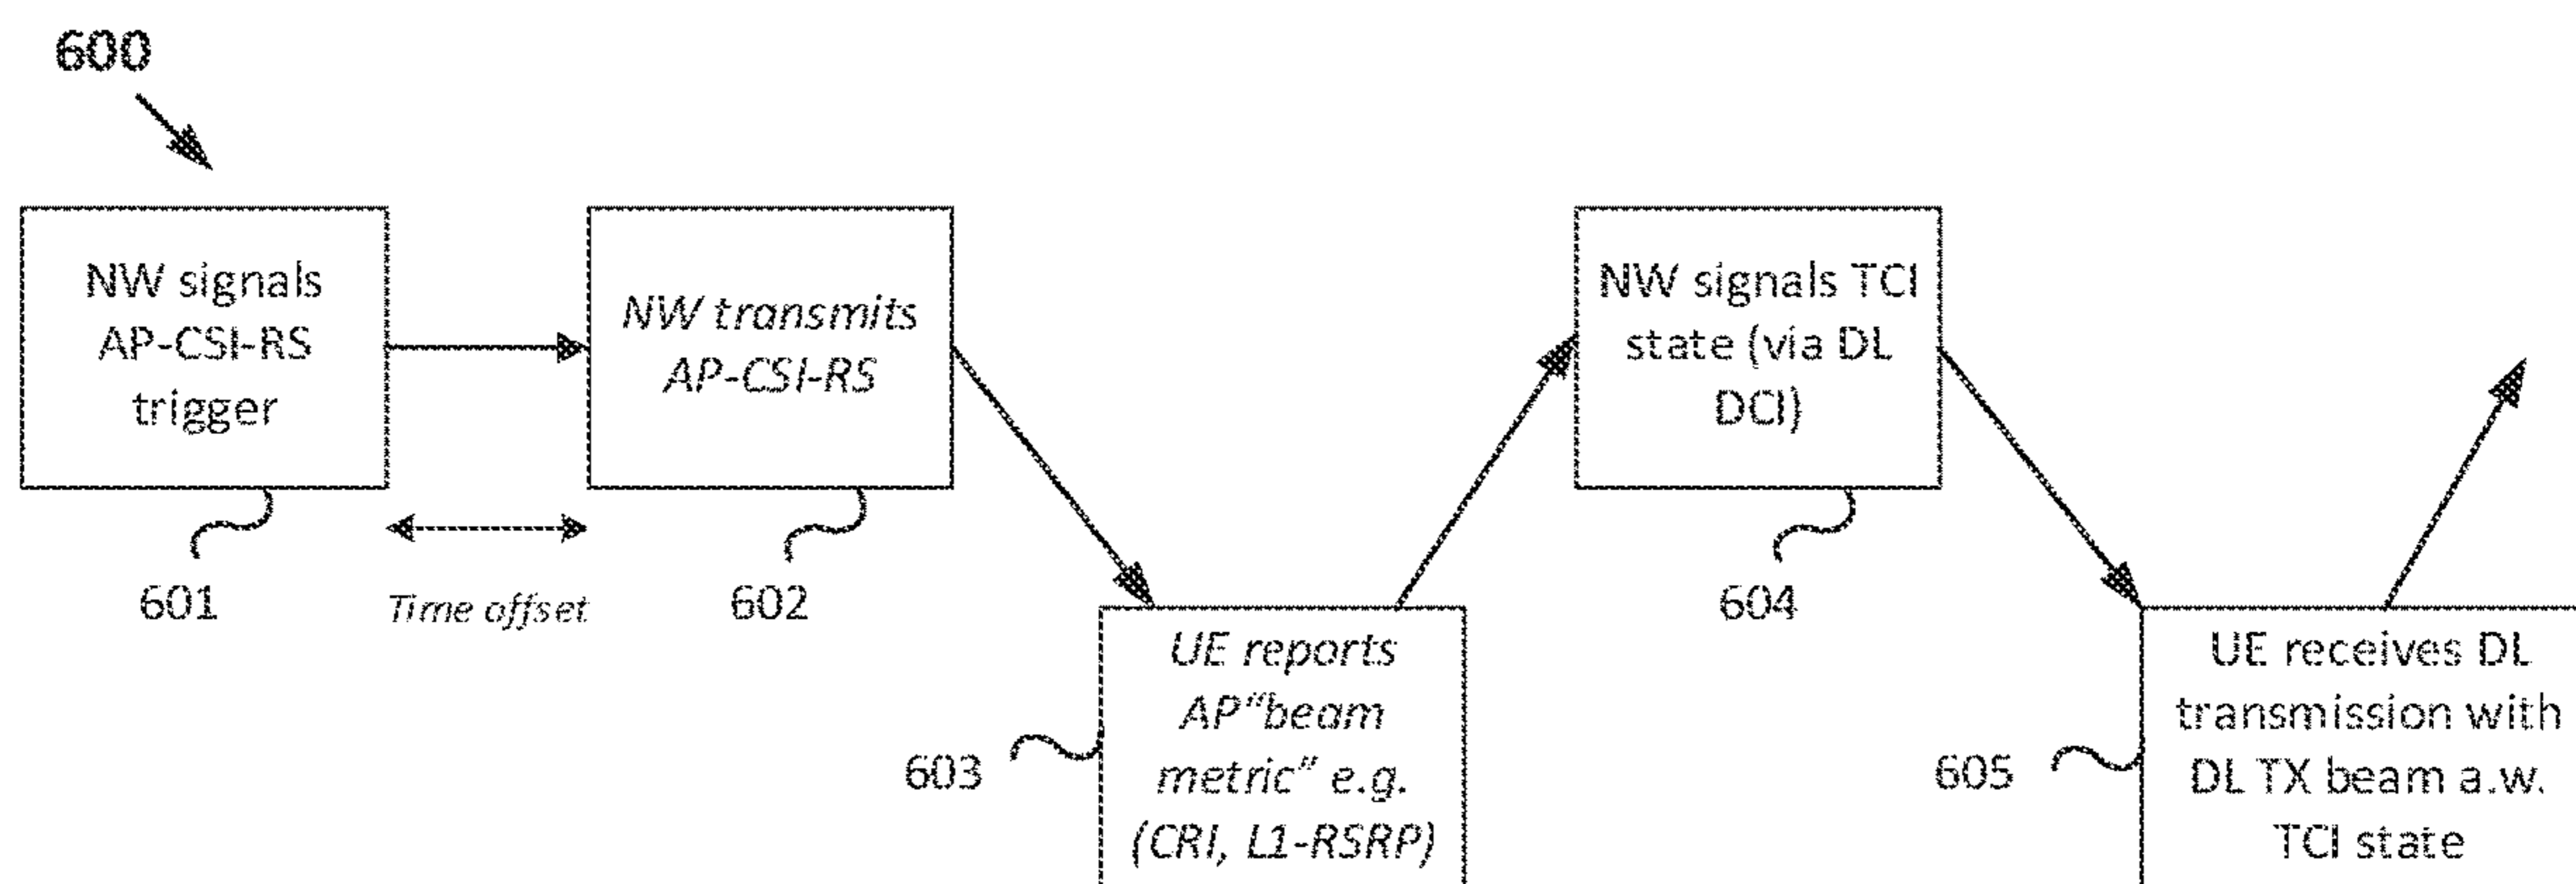 600
NW signals
AP-CSI-RS
trigger
NW transmits
AP-CSI-RS
NW signals TCI
state (via DL
DCI)
601
Time offset
602
604
UE reports
AP"beam
metric" e.g.
(CRI, L1-RSRP)
603
UE receives DL
transmission with
DL TX beam a.w.
TCI state
605